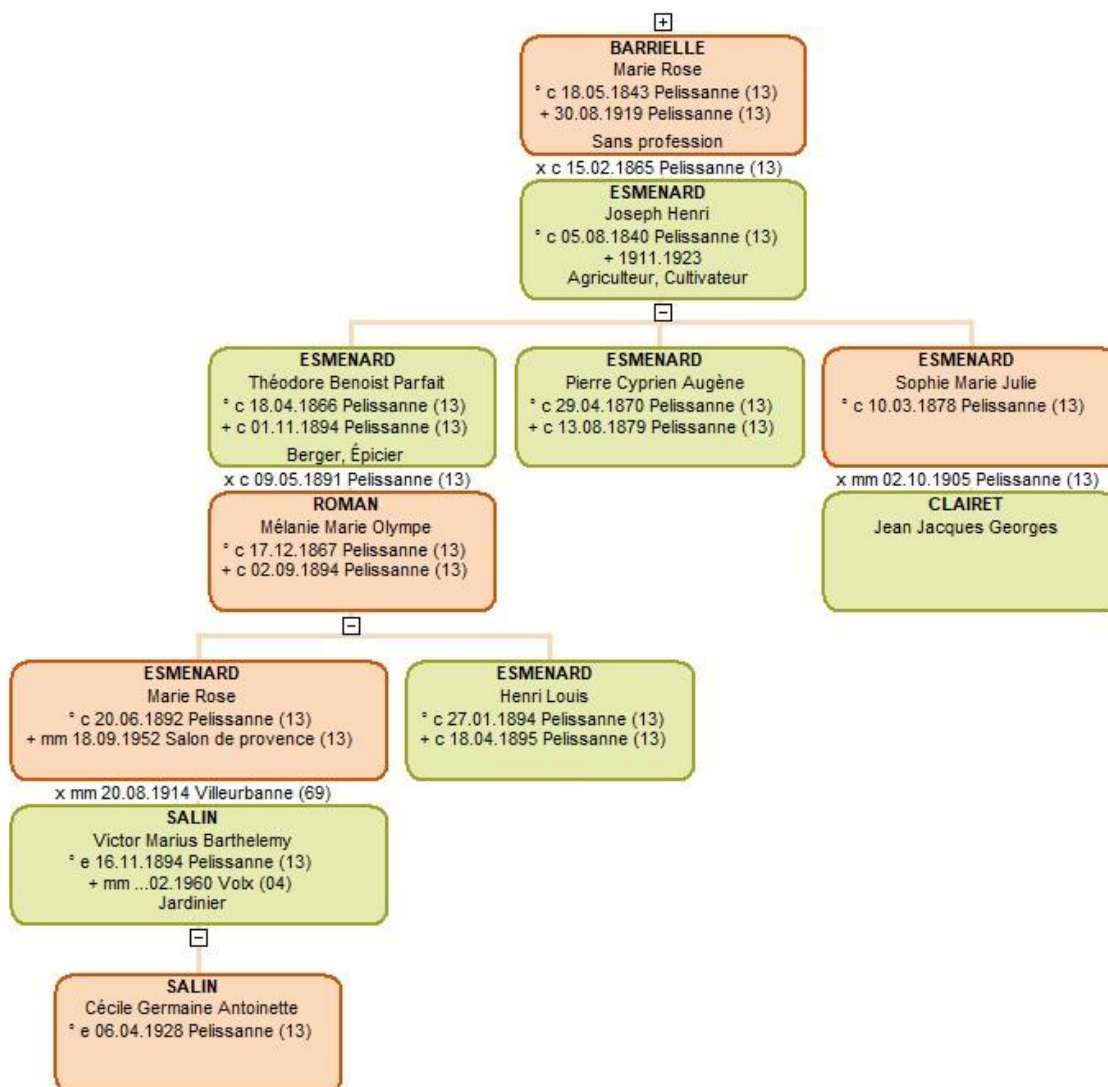 BARRIELLE
Marie Rose
° c 18.05.1843 Pelissanne (13)
+ 30.08.1919 Pelissanne (13)
Sans profession
x c 15.02.1865 Pelissanne (13)
ESMENARD
Joseph Henri
° c 05.08.1840 Pelissanne (13)
+ 1911.1923
Agriculteur, Cultivateur
ESMENARD
Théodore Benoist Parfait
° c 18.04.1866 Pelissanne (13)
+ c 01.11.1894 Pelissanne (13)
Berger, Épicier
x c 09.05.1891 Pelissanne (13)
ROMAN
Mélanie Marie Olympe
° c 17.12.1867 Pelissanne (13)
+ c 02.09.1894 Pelissanne (13)
ESMENARD
Pierre Cyprien Augène
° c 29.04.1870 Pelissanne (13)
+ c 13.08.1879 Pelissanne (13)
ESMENARD
Sophie Marie Julie
° c 10.03.1878 Pelissanne (13)
x mm 02.10.1905 Pelissanne (13)
CLAIRET
Jean Jacques Georges
ESMENARD
Marie Rose
° c 20.06.1892 Pelissanne (13)
+ mm 18.09.1952 Salon de provence (13)
x mm 20.08.1914 Villeurbanne (69)
SALIN
Victor Marius Barthelemy
° e 16.11.1894 Pelissanne (13)
+ mm ...02.1960 Volx (04)
Jardinier
ESMENARD
Henri Louis
° c 27.01.1894 Pelissanne (13)
+ c 18.04.1895 Pelissanne (13)
SALIN
Cécile Germaine Antoinette
° e 06.04.1928 Pelissanne (13)